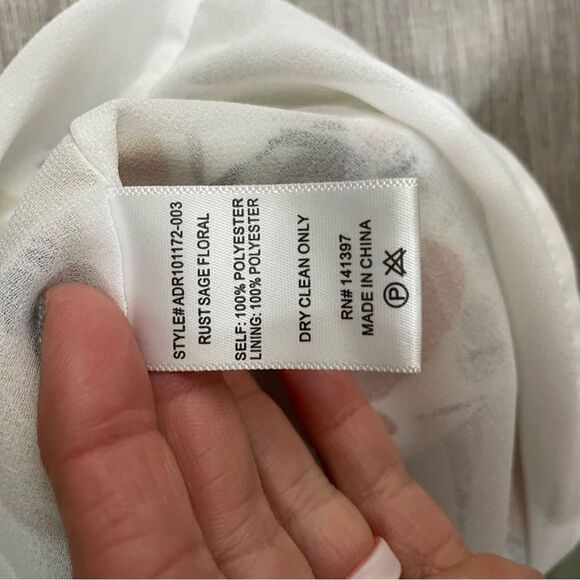 STYLE#ADR101172-003
RUST SAGE FLORAL
SELF: 100% POLYESTER
LINING: 100% POLYESTER
DRY CLEAN ONLY
RN# 141397
MADE IN CHINA
P